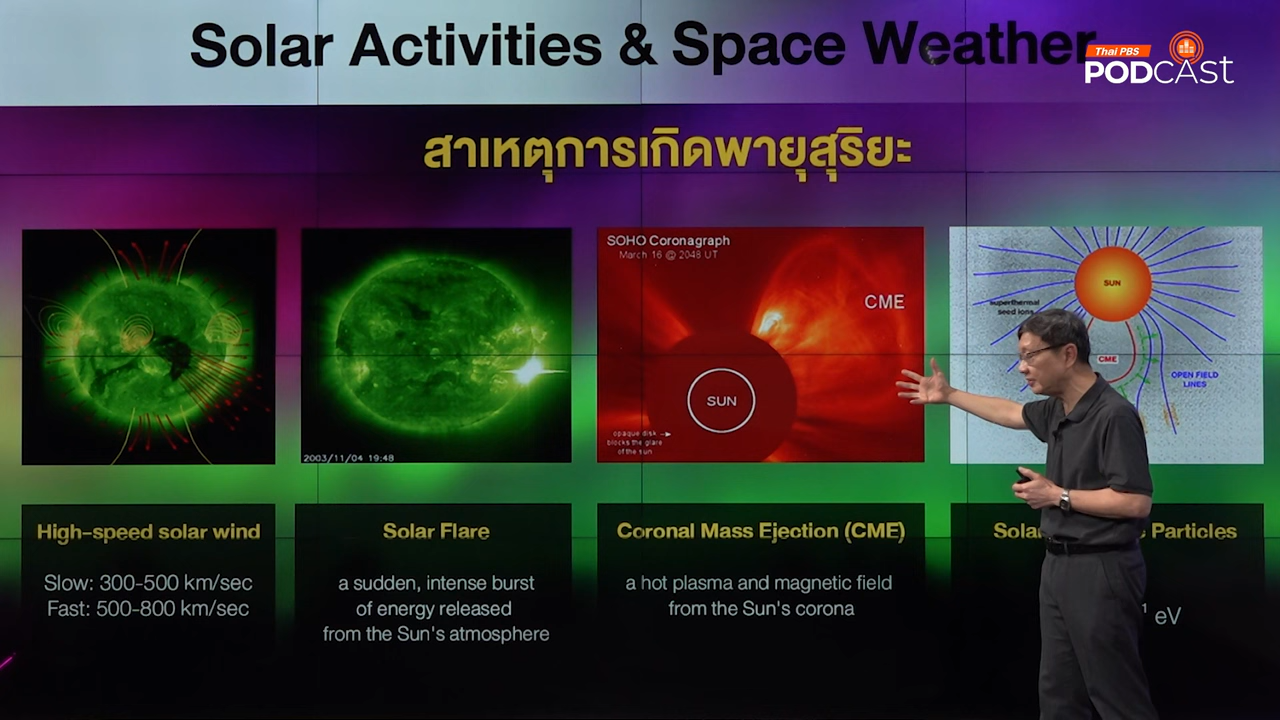 Solar Activities & Space Weather
Thai PBS
PODCAST
สาเหตุการเกิดพายุสุริยะ
SOHO Coronagraph
March 16 @ 2048 UT
CME
SUN
opaque disk
blocks the glare
of the sun
2003/11/04 19:48
SUN
superthermal
seed ions
CME
OPEN FIELD
LINES
High-speed solar wind
Slow: 300-500 km/sec
Fast: 500-800 km/sec
Solar Flare
a sudden, intense burst
of energy released
from the Sun's atmosphere
Coronal Mass Ejection (CME)
a hot plasma and magnetic field
from the Sun's corona
Particles
eV